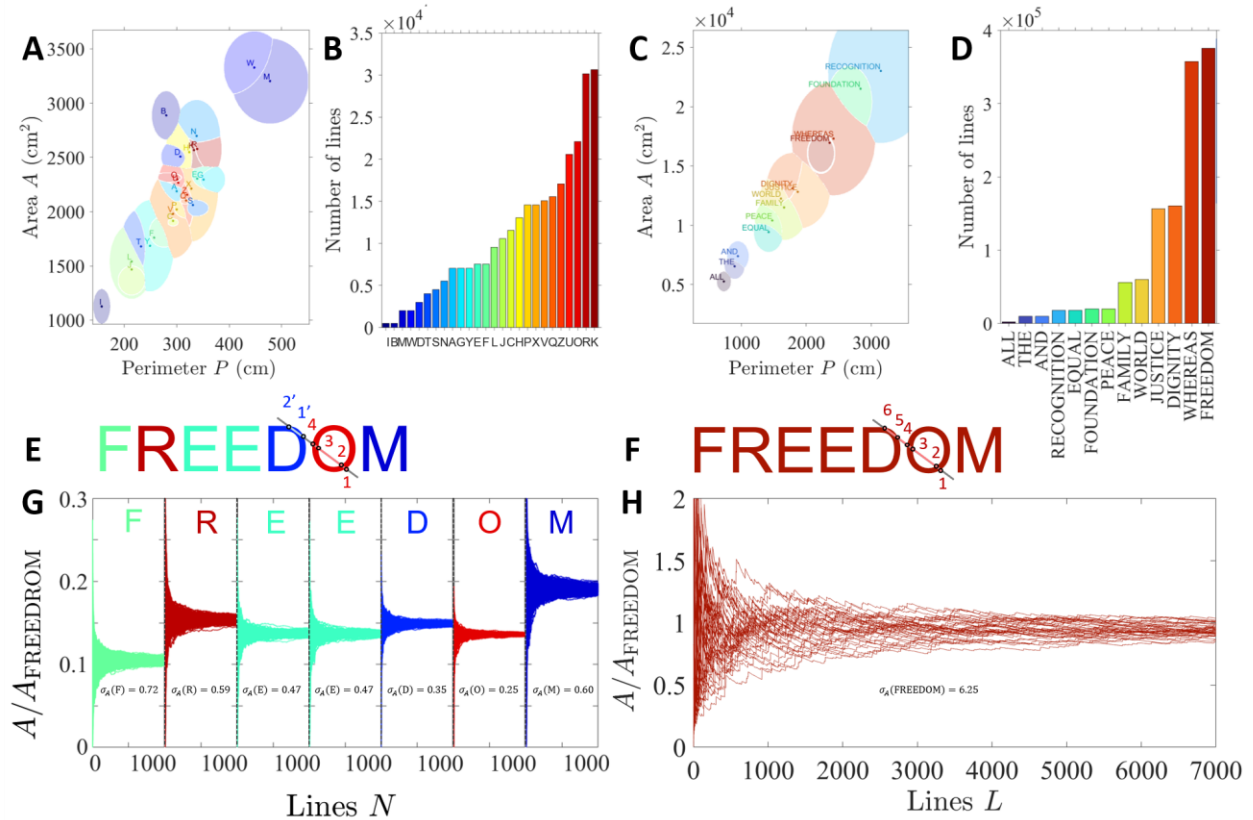 A
Area A (cm²)
3500
3000
2500
2000
1500
1000
200 300 400 500
Perimeter P (cm)
W
M
B
N
R
D
A
S
T
Y
I
B
×10⁴
Number of lines
3.5
3
2.5
2
1.5
1
0.5
0
I B M W D T S N A G Y E F L J C H P X V Q Z U O R K
C
×10⁴
Area A (cm²)
2.5
2
1.5
1
0.5
1000 2000 3000
Perimeter P (cm)
RECOGNITION
FOUNDATION
WHEREAS
FREEDOM
DIGNITY
WORLD
FAMILY
PEACE
EQUAL
AND
THE
ALL
D
×10⁵
Number of lines
4
3
2
1
0
ALL
THE
AND
RECOGNITION
EQUAL
FOUNDATION
PEACE
FAMILY
WORLD
JUSTICE
DIGNITY
WHEREAS
FREEDOM
E
2' 1' 4 3 2 1
FREEDOM
F
6 5 4 3 2 1
FREEDOM
G
A/A_FREEDROM
0.3
0.2
0.1
0
F R E E D O M
σ_A(F) = 0.72 σ_A(R) = 0.59 σ_A(E) = 0.47 σ_A(E) = 0.47 σ_A(D) = 0.35 σ_A(O) = 0.25 σ_A(M) = 0.60
0 1000 1000 1000 1000 1000 1000 1000
Lines N
H
A/A_FREEDOM
2
1.5
1
0.5
0
σ_A(FREEDOM) = 6.25
0 1000 2000 3000 4000 5000 6000 7000
Lines L